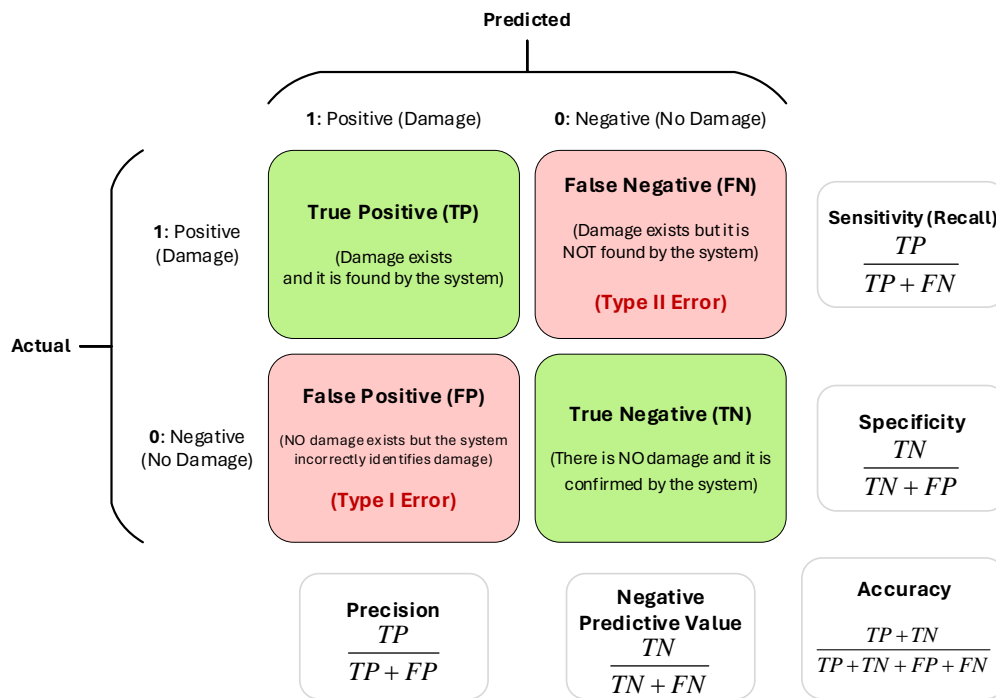 Predicted
1: Positive (Damage)
0: Negative (No Damage)
Actual
1: Positive
(Damage)
True Positive (TP)
(Damage exists
and it is found by the system)
False Negative (FN)
(Damage exists but it is
NOT found by the system)
(Type II Error)
Sensitivity (Recall)
TP
TP + FN
0: Negative
(No Damage)
False Positive (FP)
(NO damage exists but the system
incorrectly identifies damage)
(Type I Error)
True Negative (TN)
(There is NO damage and it is
confirmed by the system)
Specificity
TN
TN + FP
Precision
TP
TP + FP
Negative
Predictive Value
TN
TN + FN
Accuracy
TP + TN
TP + TN + FP + FN